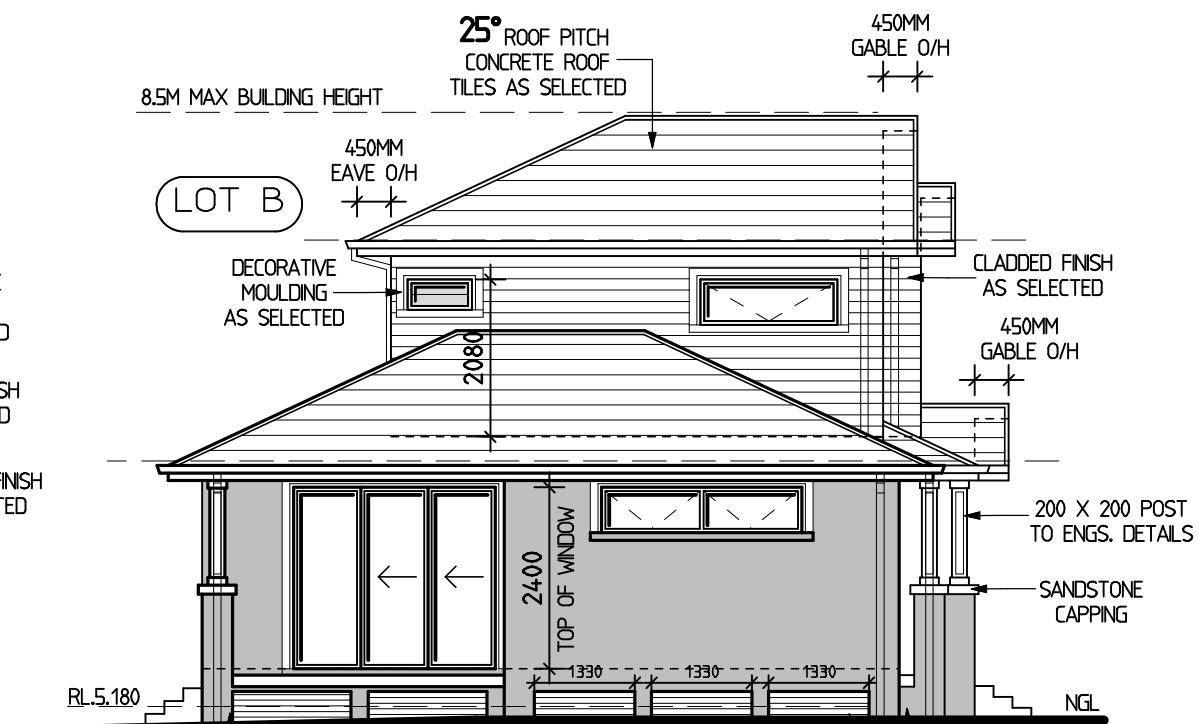 25° ROOF PITCH
CONCRETE ROOF
TILES AS SELECTED
450MM
GABLE O/H
8.5M MAX BUILDING HEIGHT
450MM
EAVE O/H
LOT B
DECORATIVE
MOULDING
AS SELECTED
CLADDED FINISH
AS SELECTED
450MM
GABLE O/H
2080
FINISH
200 X 200 POST
TO ENGS. DETAILS
2400
TOP OF WINDOW
SANDSTONE
CAPPING
1330
1330
1330
RL.5.180
NGL